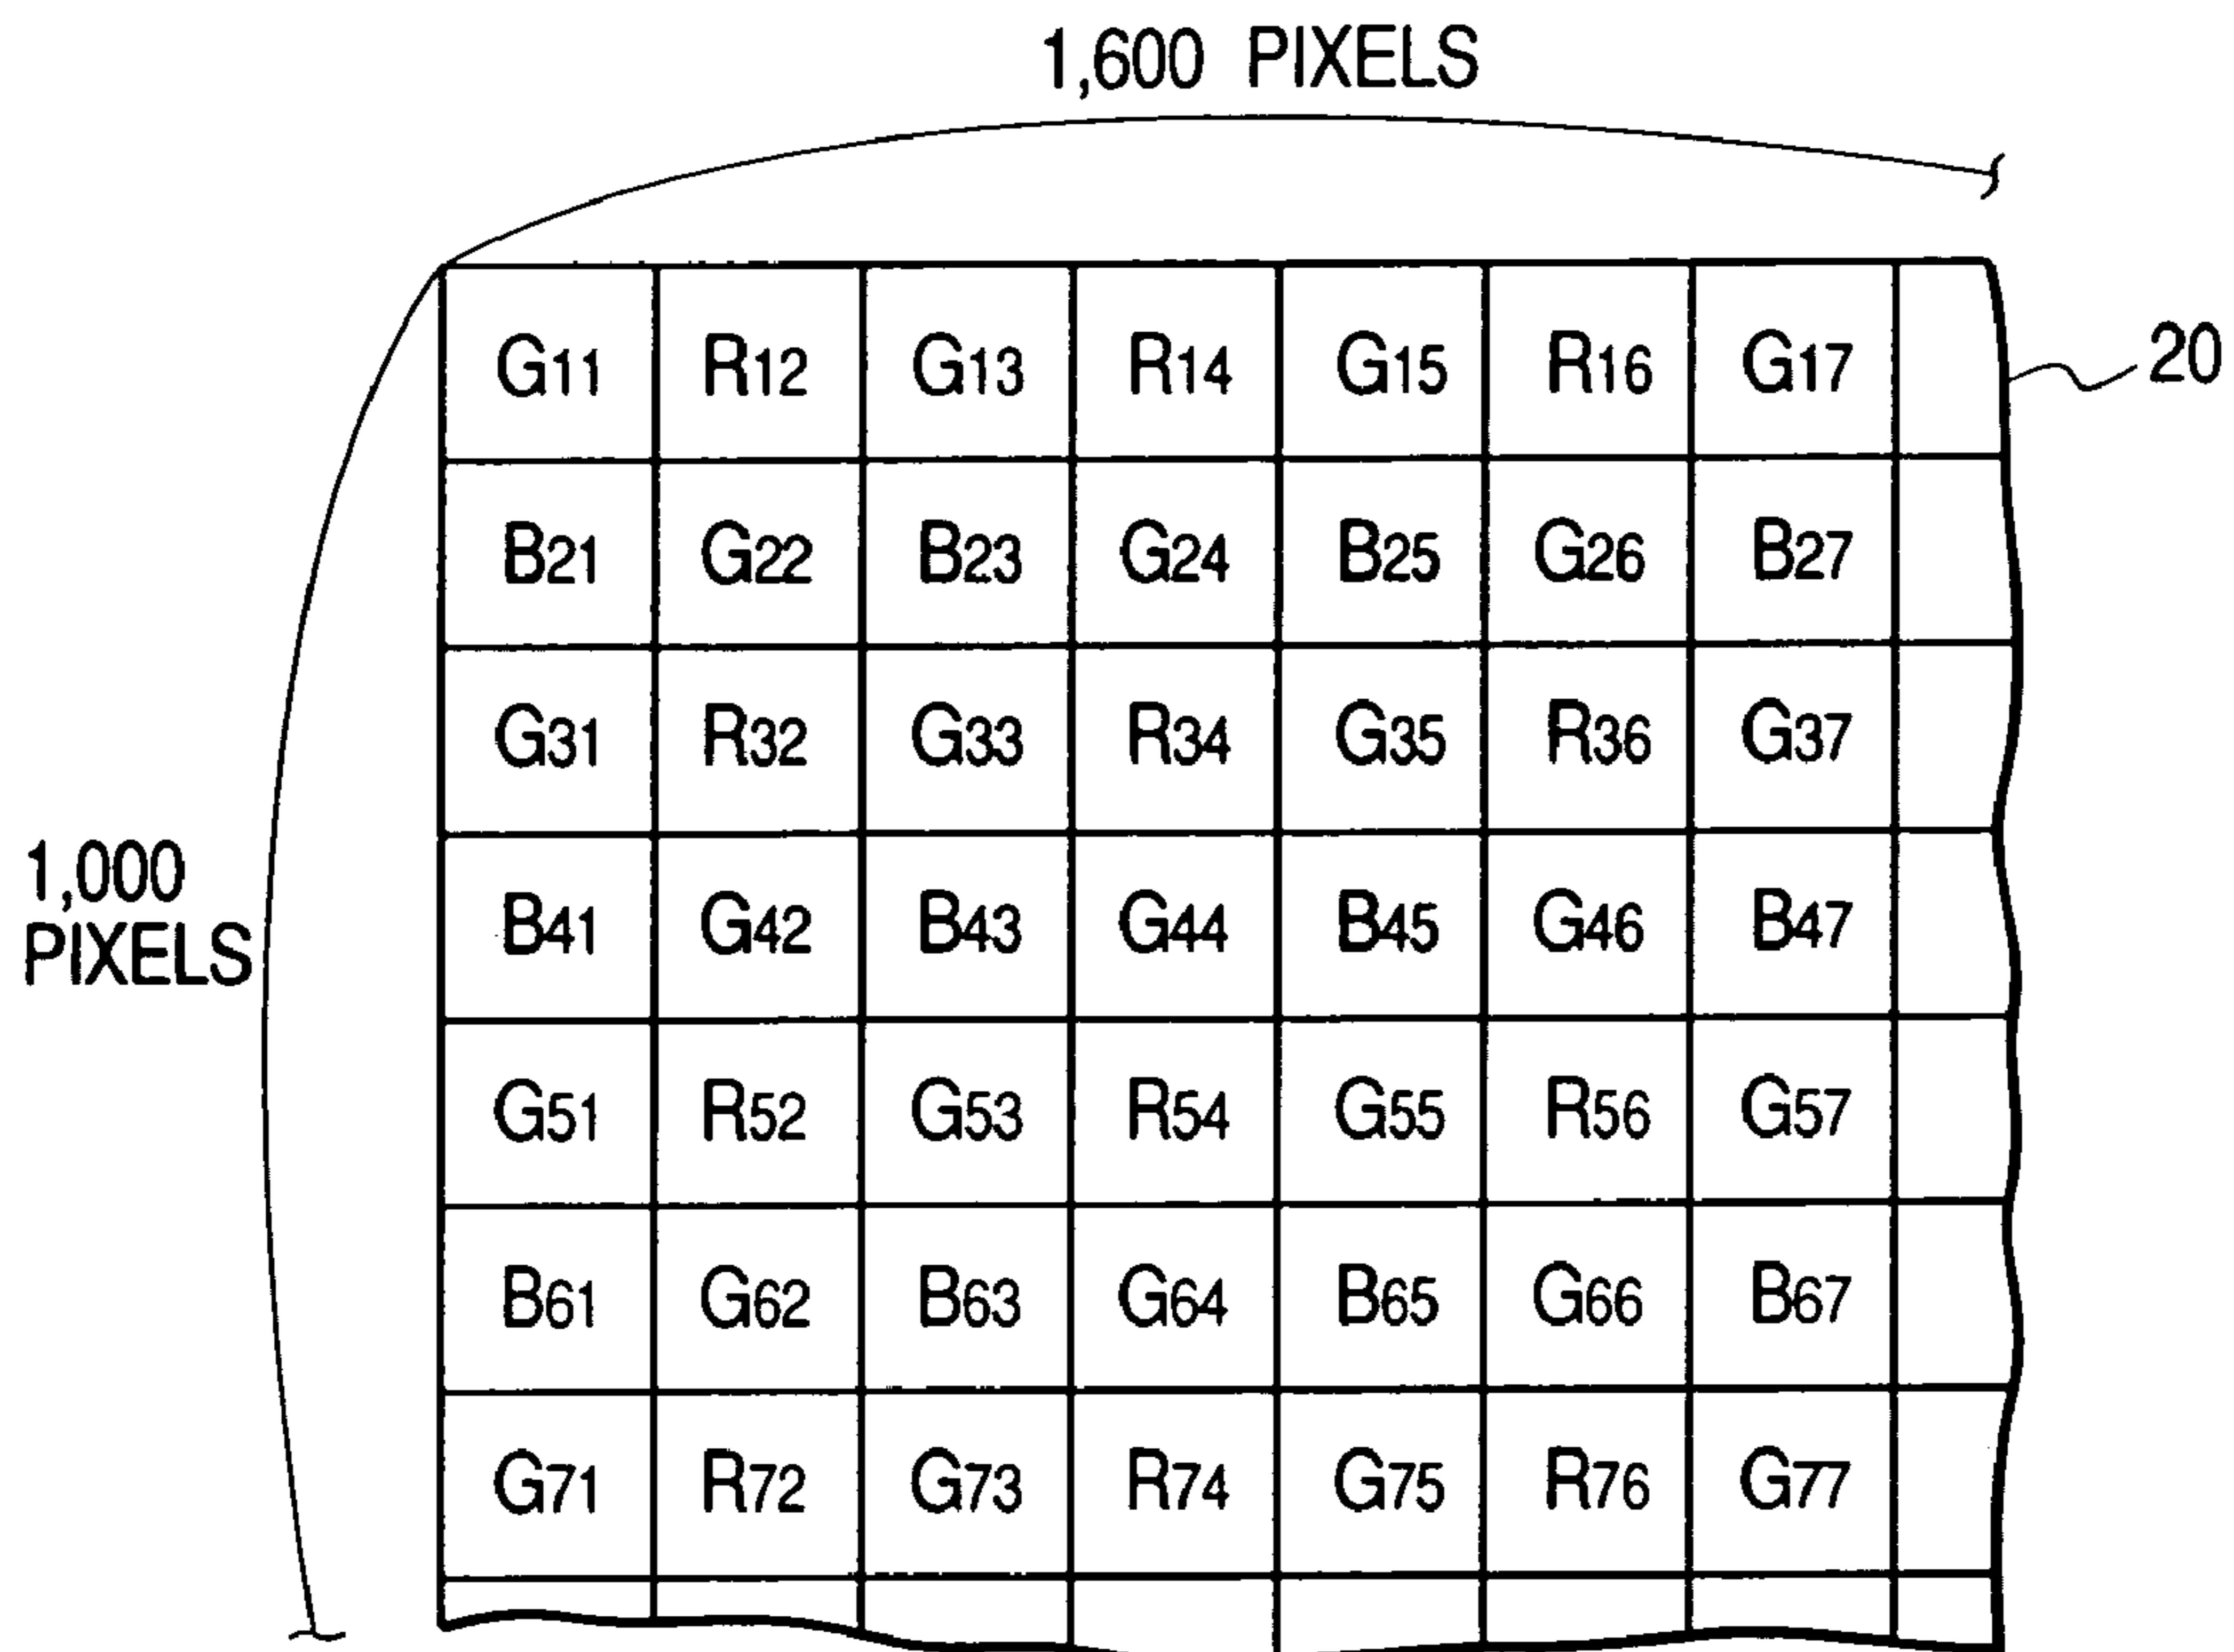 1,600 PIXELS
20
G11 R12 G13 R14 G15 R16 G17
B21 G22 B23 G24 B25 G26 B27
G31 R32 G33 R34 G35 R36 G37
1,000
PIXELS
B41 G42 B43 G44 B45 G46 B47
G51 R52 G53 R54 G55 R56 G57
B61 G62 B63 G64 B65 G66 B67
G71 R72 G73 R74 G75 R76 G77